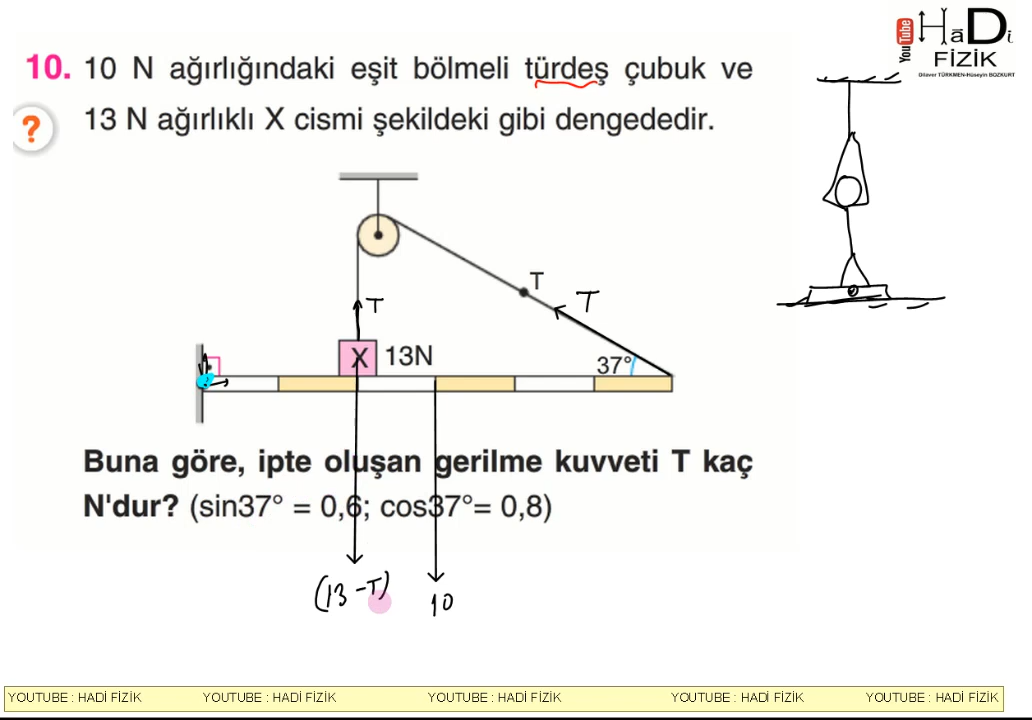 YouTube HāDi
FİZİK
Dilaver TÜRKMEN-Hüseyin BOZKURT
10. 10 N ağırlığındaki eşit bölmeli türdeş çubuk ve
? 13 N ağırlıklı X cismi şekildeki gibi dengededir.
T
T
T
X 13N
37°
Buna göre, ipte oluşan gerilme kuvveti T kaç
N'dur? (sin37° = 0,6; cos37°= 0,8)
(13 -T) 10
YOUTUBE : HADİ FİZİK YOUTUBE : HADİ FİZİK YOUTUBE : HADİ FİZİK YOUTUBE : HADİ FİZİK YOUTUBE : HADİ FİZİK